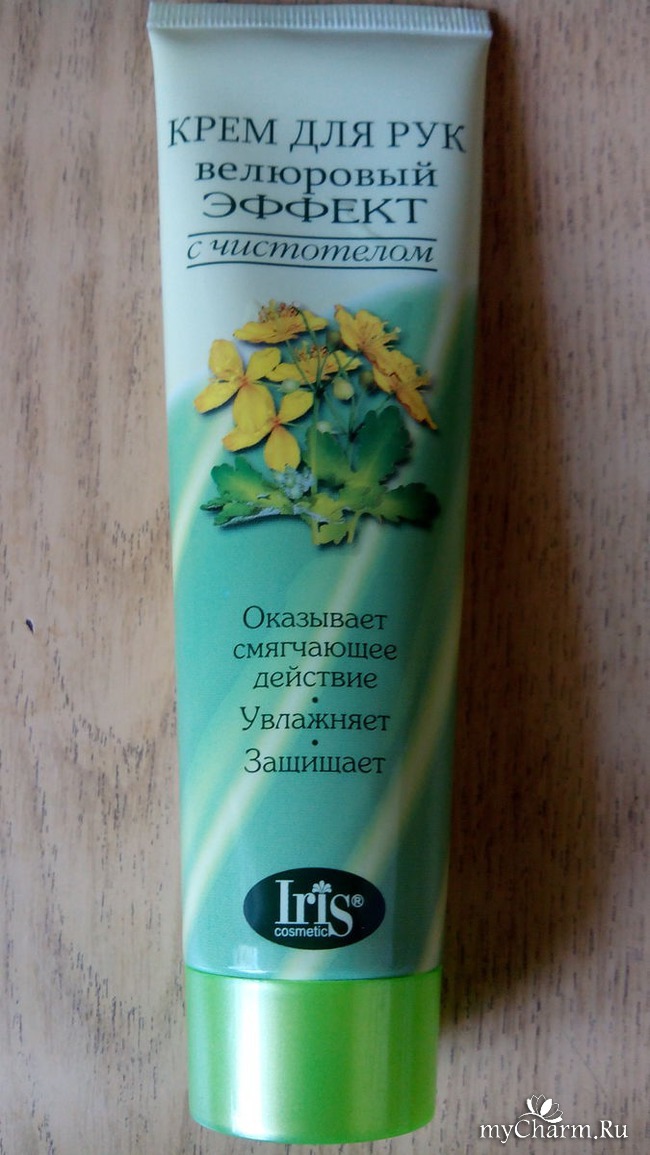 КРЕМ ДЛЯ РУК
велюровый
ЭФФЕКТ
с чистотелом
Оказывает
смягчающее
действие
•
Увлажняет
•
Защищает
Iris®
cosmetic
myCharm.Ru